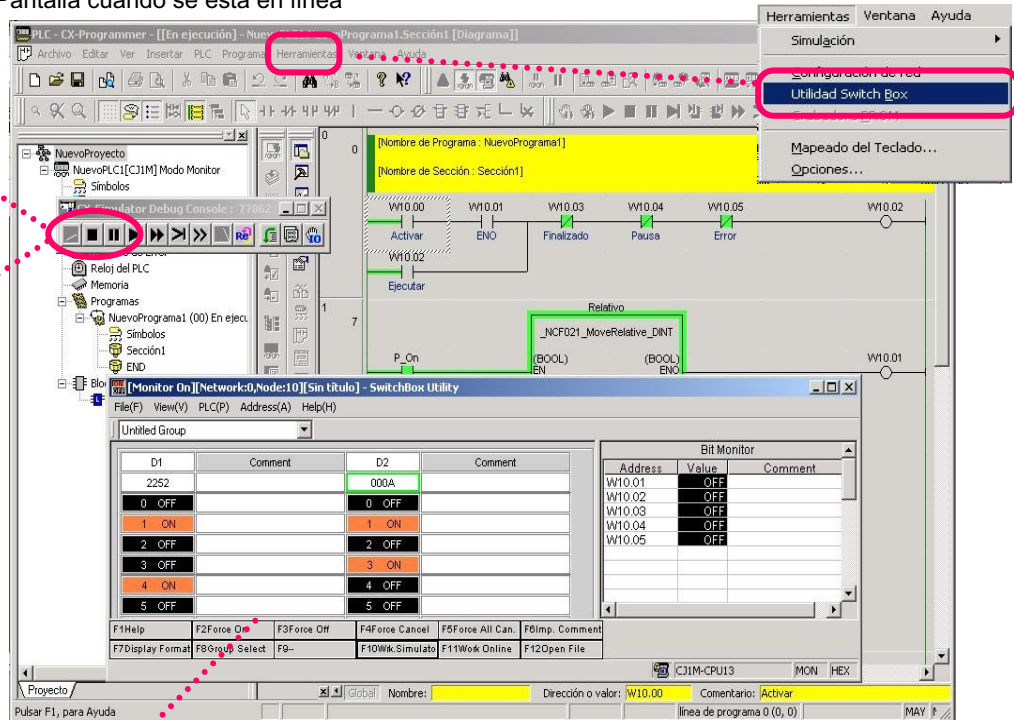 Pantalla cuando se está en línea
Herramientas Ventana Ayuda
Simulación
Configuración de red
Utilidad Switch Box
Mapeado del Teclado...
Opciones...
PLC - CX-Programmer - [[En ejecución] - Programa1.Sección1 [Diagrama]]
Archivo Editar Ver Insertar PLC Programa Herramientas Ventana Ayuda
NuevoProyecto
NuevoPLC1[CJ1M] Modo Monitor
Símbolos
CX-Simulator Debug Console : 77862
Reloj del PLC
Memoria
Programas
NuevoPrograma1 (00) En ejecu
Símbolos
Sección1
END
0
0
[Nombre de Programa : NuevoPrograma1]
[Nombre de Sección : Sección1]
W10.00 W10.01 W10.03 W10.04 W10.05 W10.02
Activar ENO Finalizado Pausa Error
W10.02
Ejecutar
1
7
Relativo
_NCF021_MoveRelative_DINT
P_On (BOOL) (BOOL) W10.01
EN ENO
[Monitor On][Network:0,Node:10][Sin título] - SwitchBox Utility
File(F) View(V) PLC(P) Address(A) Help(H)
Untitled Group
D1 Comment D2 Comment
2252 000A
0 OFF 0 OFF
1 ON 1 ON
2 OFF 2 OFF
3 OFF 3 ON
4 ON 4 OFF
5 OFF 5 OFF
Bit Monitor
Address Value Comment
W10.01 OFF
W10.02 OFF
W10.03 OFF
W10.04 OFF
W10.05 OFF
F1Help F2Force On F3Force Off F4Force Cancel F5Force All Can. F6Imp. Comment
F7Display Format F8Group Select F9-- F10Wk.Simulato F11Wok Online F12Open File
CJ1M-CPU13 MON HEX
Proyecto Global Nombre: Dirección o valor: W10.00 Comentario: Activar
Pulsar F1, para Ayuda línea de programa 0 (0, 0) MAY